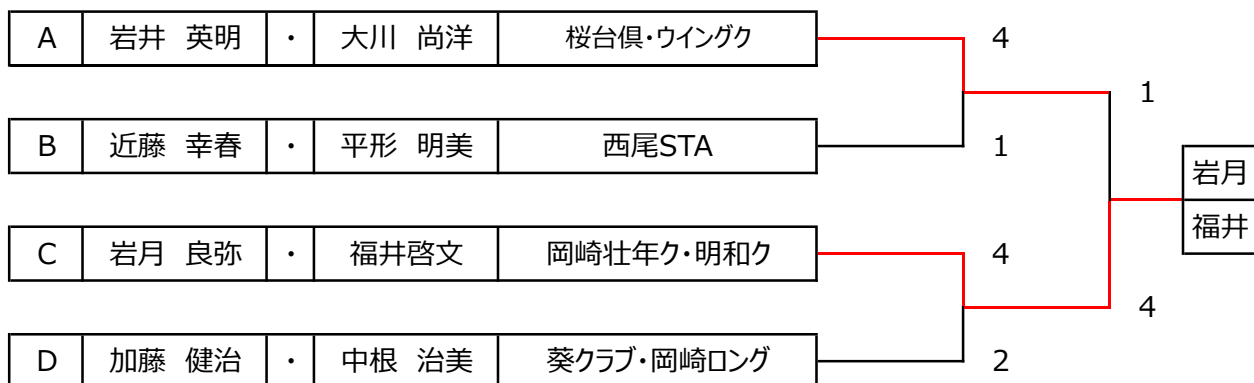 A 岩井 英明 ・ 大川 尚洋 桜台倶・ウイングク 4
1
B 近藤 幸春 ・ 平形 明美 西尾STA 1
岩月
福井
C 岩月 良弥 ・ 福井啓文 岡崎壮年ク・明和ク 4
4
D 加藤 健治 ・ 中根 治美 葵クラブ・岡崎ロング 2